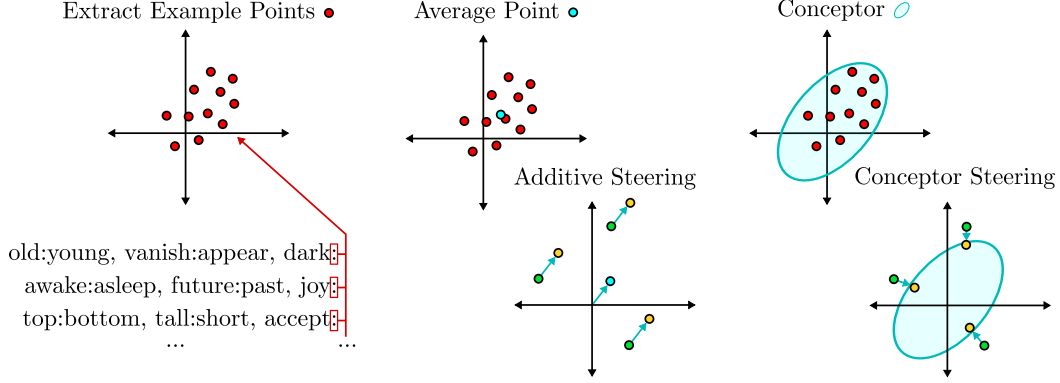 Extract Example Points
Average Point
Conceptor
Additive Steering
Conceptor Steering
old:young, vanish:appear, dark:
awake:asleep, future:past, joy:
top:bottom, tall:short, accept:
... ...